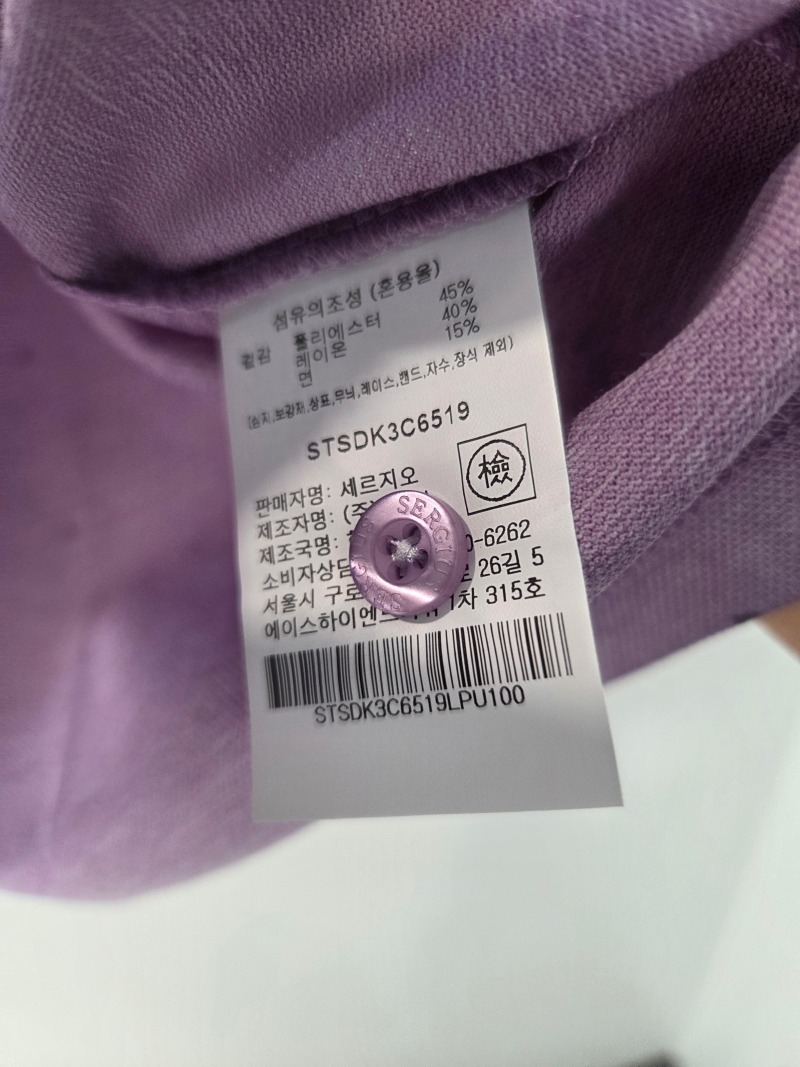 섬유의조성 (혼용율)
겉감 폴리에스터 45%
레이온 40%
면 15%
(심지,보강재,상표,무늬,레이스,밴드,자수,장식 제외)
STSDK3C6519
檢
판매자명: 세르지오
제조자명: (주)
제조국명:
소비자상담 0-6262
서울시 구로 26길 5
에이스하이엔드 1차 315호
SERGIO
STSDK3C6519LPU100